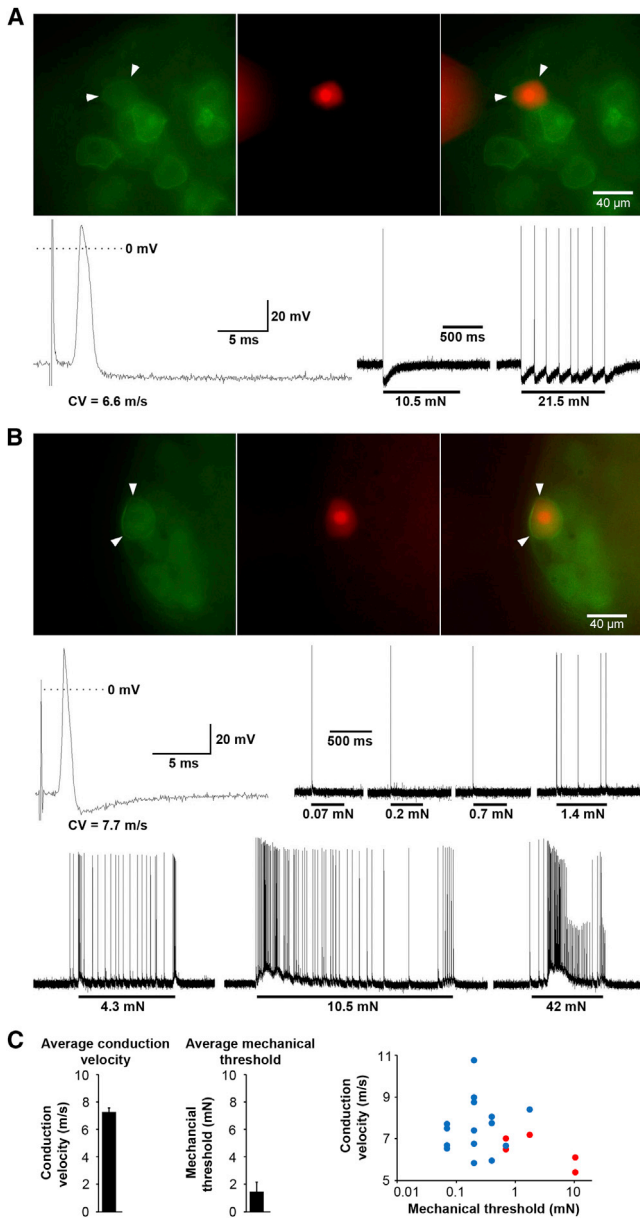 A
40 µm
0 mV
20 mV
5 ms
500 ms
CV = 6.6 m/s
10.5 mN
21.5 mN
B
40 µm
0 mV
20 mV
5 ms
500 ms
CV = 7.7 m/s
0.07 mN
0.2 mN
0.7 mN
1.4 mN
4.3 mN
10.5 mN
42 mN
C
Average conduction
velocity
Conduction
velocity (m/s)
10
8
6
4
2
0
Average mechanical
threshold
Mechancial
threshold (mN)
10
8
6
4
2
0
Conduction
velocity (m/s)
11
9
7
5
0.01
0.1
1
10
Mechanical threshold (mN)